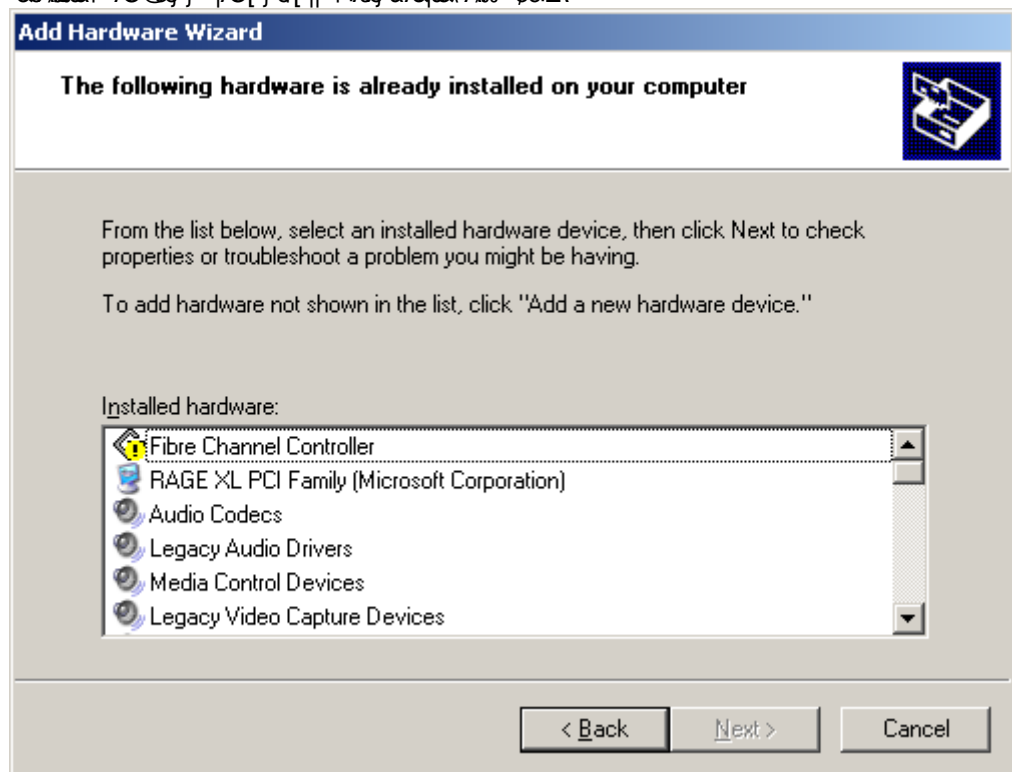 Add Hardware Wizard
The following hardware is already installed on your computer
From the list below, select an installed hardware device, then click Next to check
properties or troubleshoot a problem you might be having.
To add hardware not shown in the list, click "Add a new hardware device."
Installed hardware:
Fibre Channel Controller
RAGE XL PCI Family (Microsoft Corporation)
Audio Codecs
Legacy Audio Drivers
Media Control Devices
Legacy Video Capture Devices
< Back
Next >
Cancel